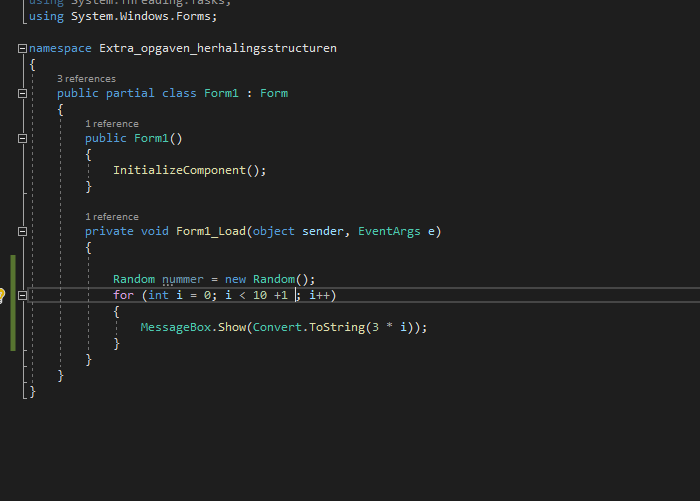 using System.Threading.Tasks;
using System.Windows.Forms;
namespace Extra_opgaven_herhalingsstructuren
{
3 references
public partial class Form1 : Form
{
1 reference
public Form1()
{
InitializeComponent();
}
1 reference
private void Form1_Load(object sender, EventArgs e)
{
Random nummer = new Random();
for (int i = 0; i < 10 +1 ; i++)
{
MessageBox.Show(Convert.ToString(3 * i));
}
}
}
}